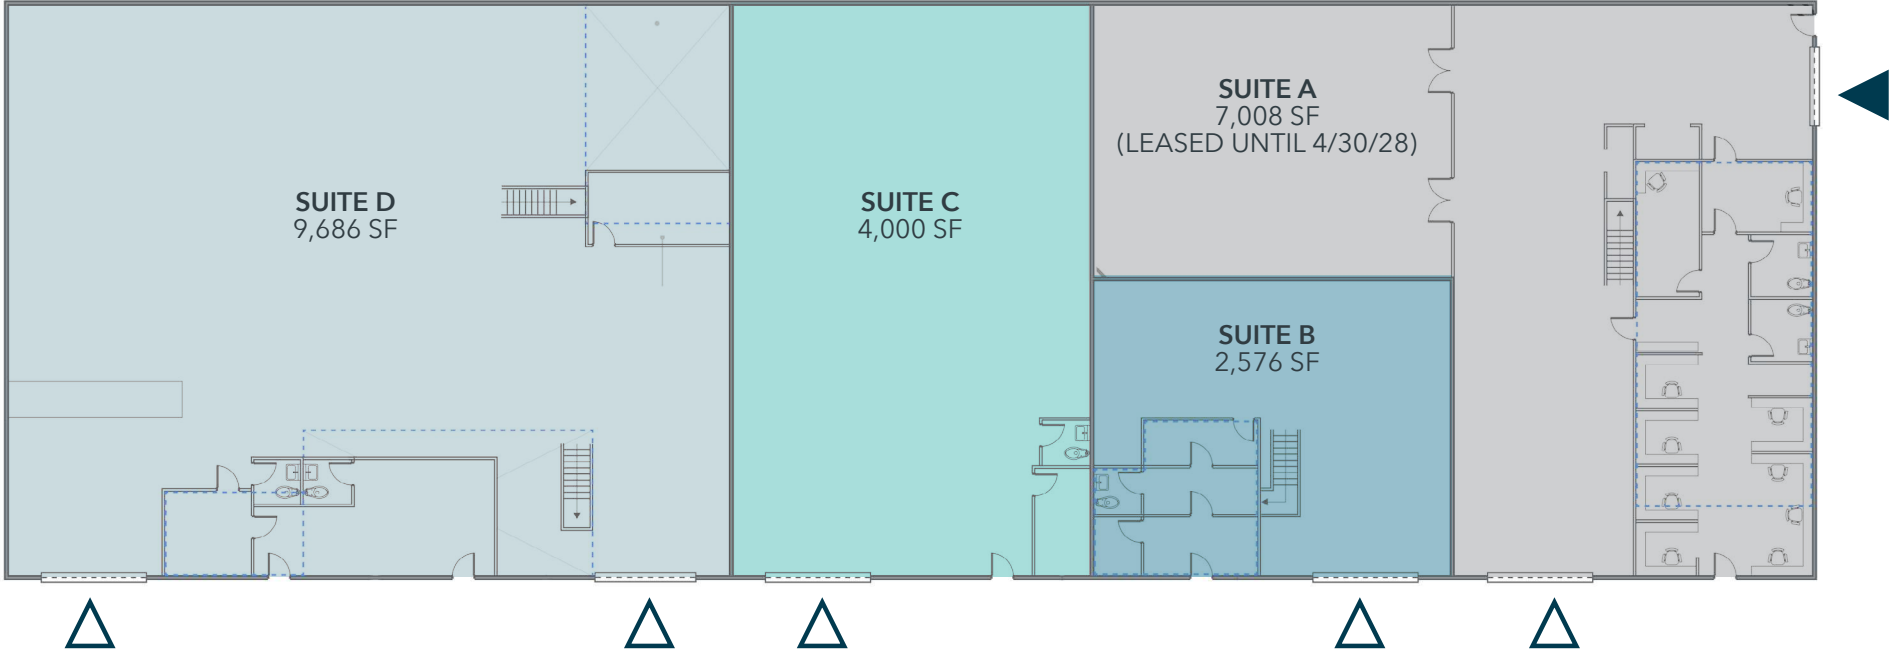 SUITE A
7,008 SF
(LEASED UNTIL 4/30/28)
SUITE D
9,686 SF
SUITE C
4,000 SF
SUITE B
2,576 SF